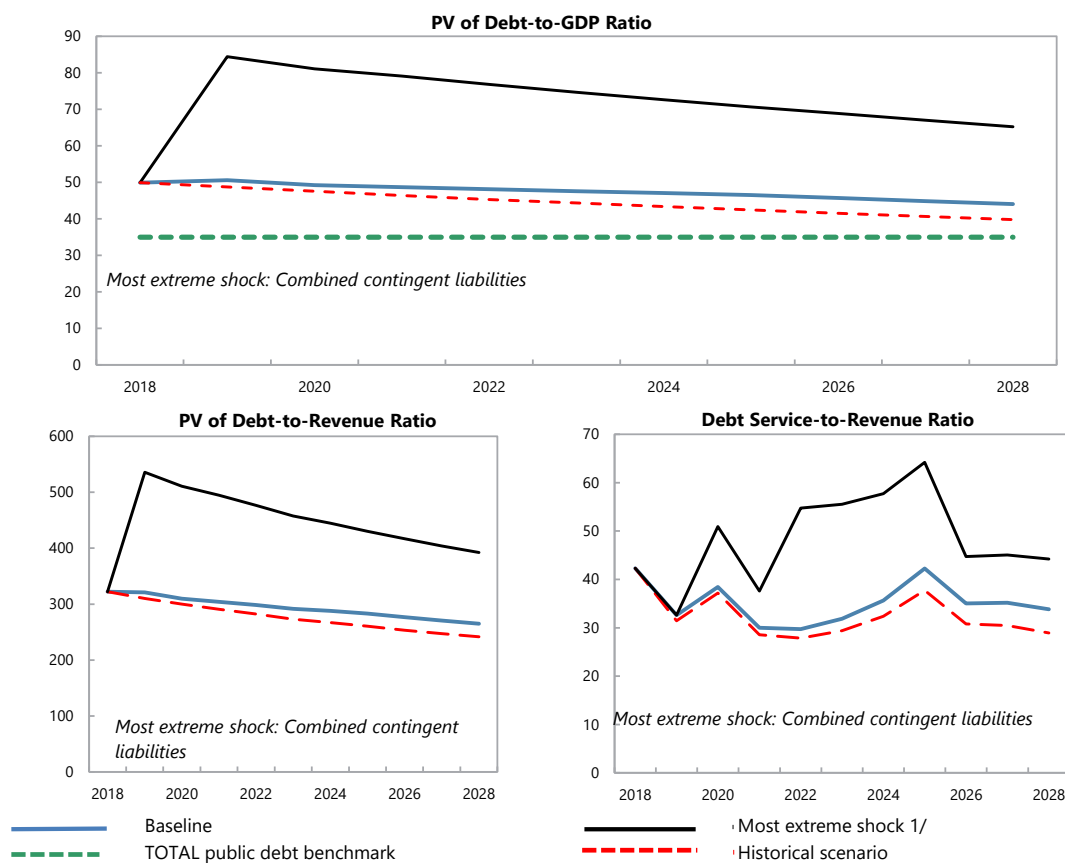 PV of Debt-to-GDP Ratio
90
80
70
60
50
40
30
20
10
0
Most extreme shock: Combined contingent liabilities
2018 2020 2022 2024 2026 2028
PV of Debt-to-Revenue Ratio
600
500
400
300
200
100
0
Most extreme shock: Combined contingent
liabilities
2018 2020 2022 2024 2026 2028
Debt Service-to-Revenue Ratio
70
60
50
40
30
20
10
0
Most extreme shock: Combined contingent liabilities
2018 2020 2022 2024 2026 2028
Baseline
Most extreme shock 1/
TOTAL public debt benchmark
Historical scenario